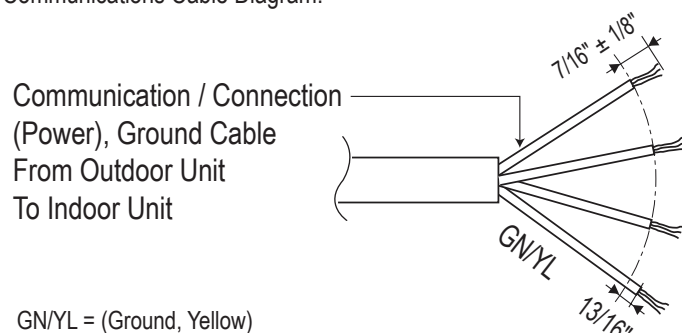 Communications Cable Diagram.
7/16" ± 1/8"
Communication / Connection
(Power), Ground Cable
From Outdoor Unit
To Indoor Unit
GN/YL
13/16"
GN/YL = (Ground, Yellow)